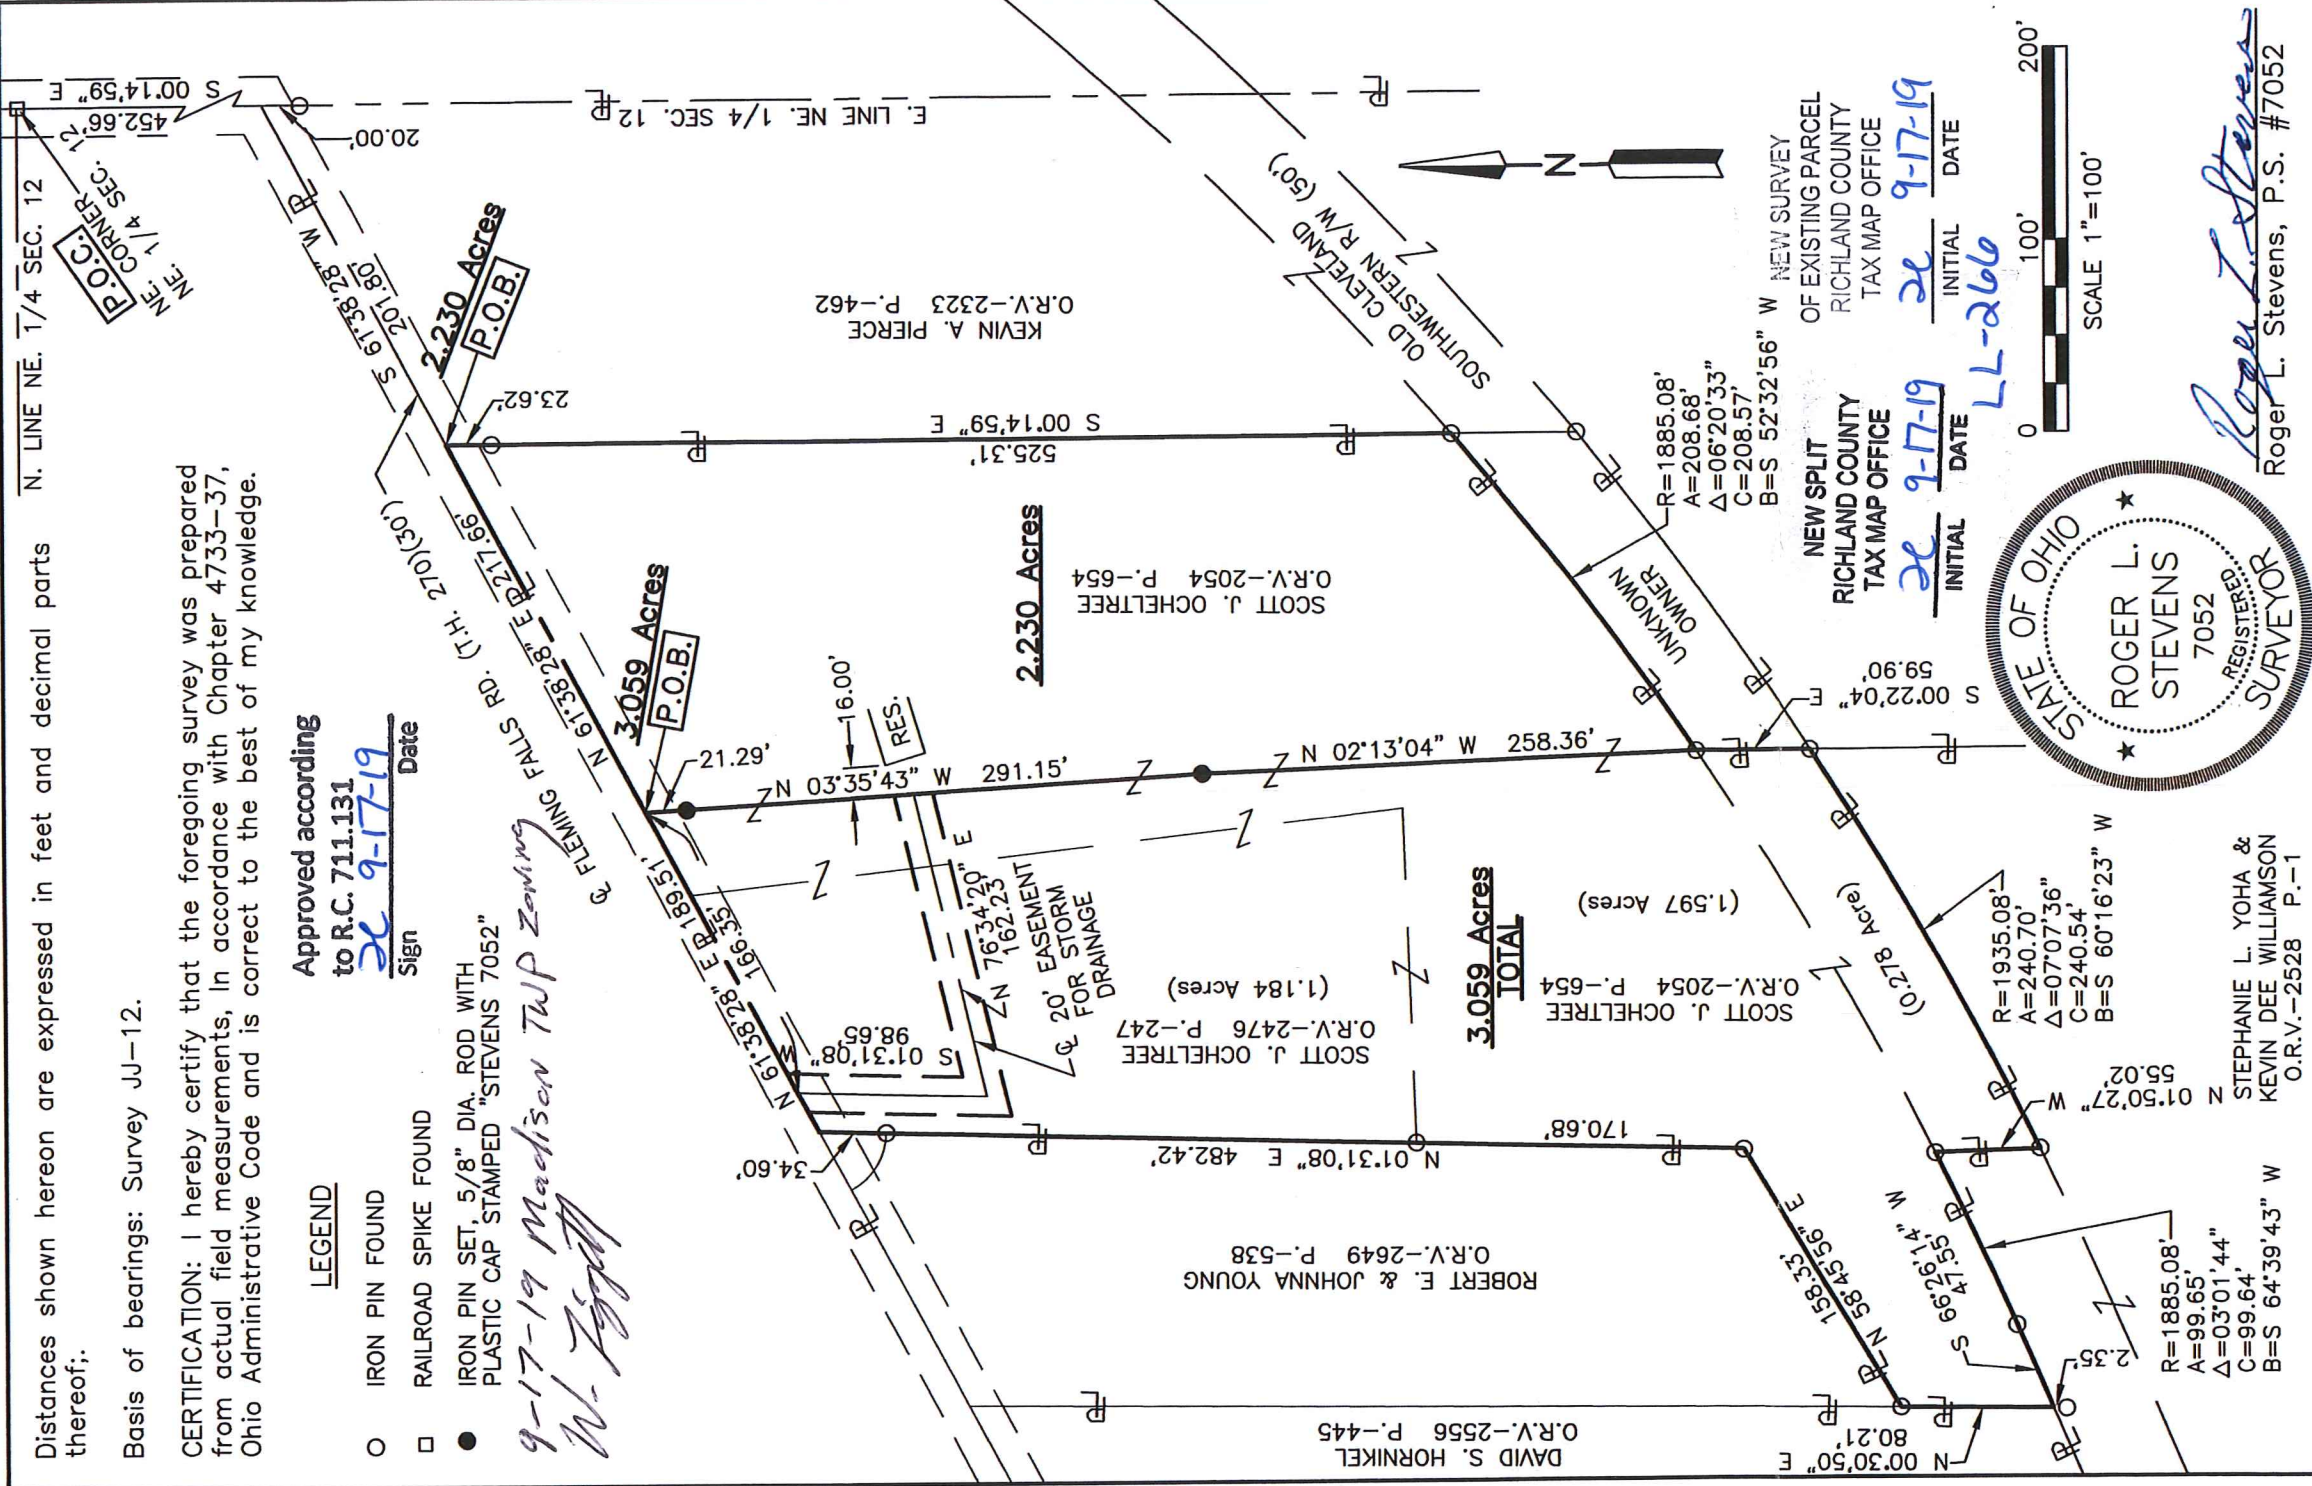 Distances shown hereon are expressed in feet and decimal parts
thereof;.
Basis of bearings: Survey JJ-12.
CERTIFICATION: I hereby certify that the foregoing survey was prepared
from actual field measurements, In accordance with Chapter 4733-37,
Ohio Administrative Code and is correct to the best of my knowledge.
LEGEND
○ IRON PIN FOUND
□ RAILROAD SPIKE FOUND
● IRON PIN SET, 5/8" DIA. ROD WITH
PLASTIC CAP STAMPED "STEVENS 7052"
Approved according
to R.C. 711.131
9-17-19
Sign Date
9-17-19 Madison TWP Zoning
N. LINE NE. 1/4 SEC. 12
P.O.C.
NE. CORNER
NE. 1/4 SEC. 12
S 00°14'59" E
452.66'
20.00'
E. LINE NE. 1/4 SEC. 12
S 61°38'28" W
201.80'
2.230 Acres
P.O.B.
23.62'
KEVIN A. PIERCE
O.R.V.-2323 P.-462
S 00°14'59" E
525.31'
OLD CLEVELAND
SOUTHWESTERN R/W (50')
N
℄ FLEMING FALLS RD. (T.H. 270)(30')
N 61°38'28" E
217.66'
3.059 Acres
P.O.B.
21.29'
16.00'
RES.
2.230 Acres
SCOTT J. OCHELTREE
O.R.V.-2054 P.-654
N 03°35'43" W 291.15'
N 02°13'04" W 258.36'
UNKNOWN
OWNER
R=1885.08'
A=208.68'
Δ=06°20'33"
C=208.57'
B=S 52°32'56" W
S 00°22'04" E
59.90'
189.51'
166.35'
N 61°38'28" E
N 76°34'20" E
162.23'
℄ 20' EASEMENT
FOR STORM
DRAINAGE
S 01°31'08" W
98.65'
(1.184 Acres)
SCOTT J. OCHELTREE
O.R.V.-2476 P.-247
3.059 Acres
TOTAL
(1.597 Acres)
SCOTT J. OCHELTREE
O.R.V.-2054 P.-654
(0.278 Acre)
R=1935.08'
A=240.70'
Δ=07°07'36"
C=240.54'
B=S 60°16'23" W
34.60'
N 01°31'08" E 482.42'
170.68'
ROBERT E. & JOHNNA YOUNG
O.R.V.-2649 P.-538
158.33'
N 58°45'56" E
S 66°26'14" W
47.55'
N 01°50'27" W
55.02'
STEPHANIE L. YOHA &
KEVIN DEE WILLIAMSON
O.R.V.-2528 P.-1
R=1885.08'
A=99.65'
Δ=03°01'44"
C=99.64'
B=S 64°39'43" W
2.35'
DAVID S. HORNIKEL
O.R.V.-2556 P.-445
N 00°30'50" E
80.21'
NEW SURVEY
OF EXISTING PARCEL
RICHLAND COUNTY
TAX MAP OFFICE
9-17-19
INITIAL DATE
NEW SPLIT
RICHLAND COUNTY
TAX MAP OFFICE
9-17-19
INITIAL DATE
LL-266
0 100' 200'
SCALE 1"=100'
STATE OF OHIO
ROGER L.
STEVENS
7052
REGISTERED
SURVEYOR
Roger L. Stevens
Roger L. Stevens, P.S. #7052